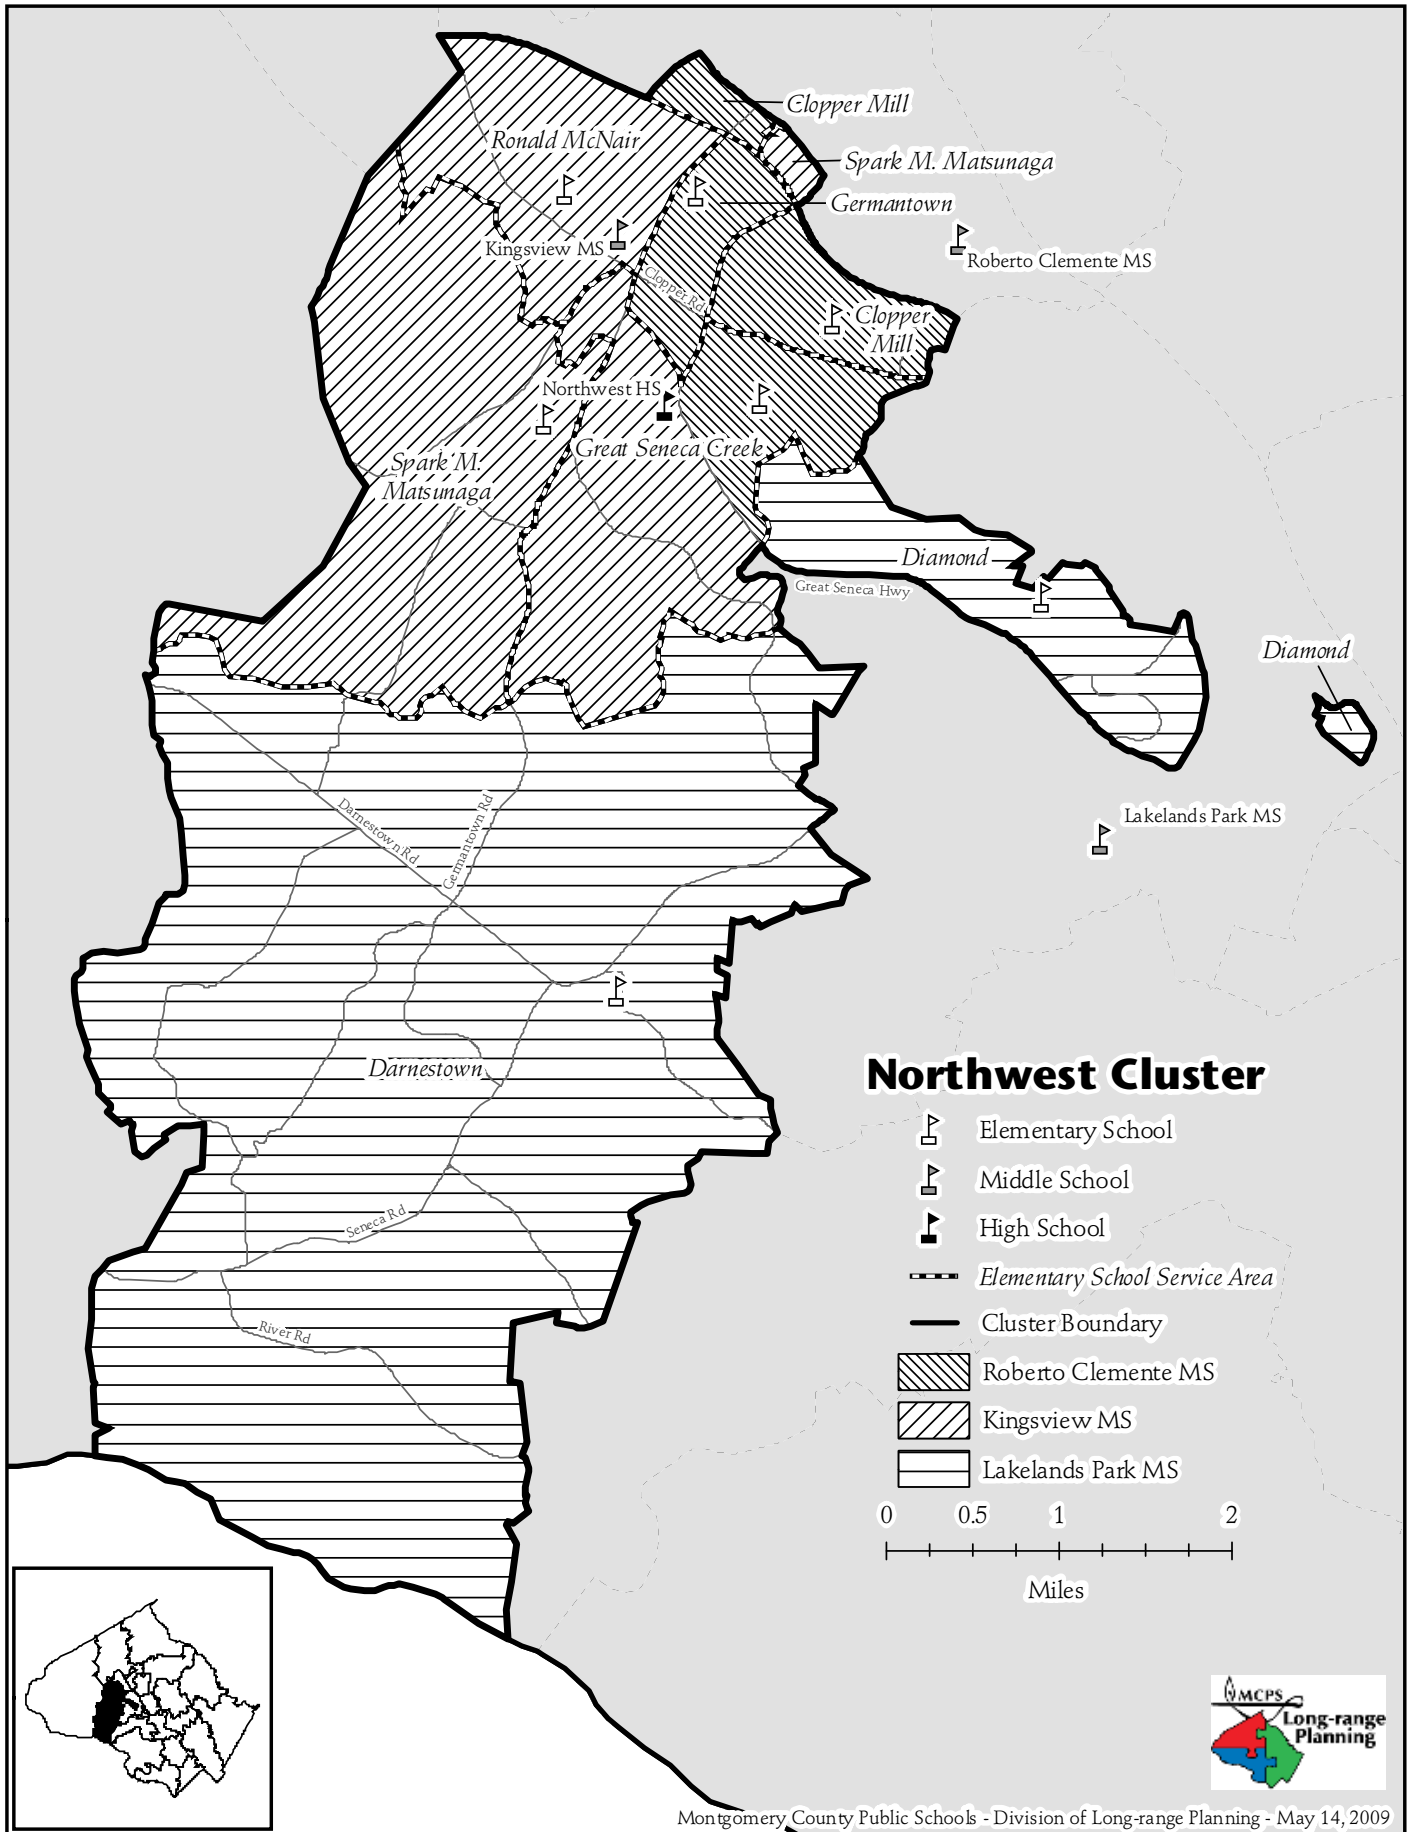 Clopper Mill
Ronald McNair
Spark M. Matsunaga
Germantown
Kingsview MS
Roberto Clemente MS
Clopper Rd
Clopper
Mill
Northwest HS
Great Seneca Creek
Spark M.
Matsunaga
Diamond
Great Seneca Hwy
Diamond
Lakelands Park MS
Darnestown Rd
Germantown Rd
Darnestown
Seneca Rd
River Rd
Northwest Cluster
Elementary School
Middle School
High School
Elementary School Service Area
Cluster Boundary
Roberto Clemente MS
Kingsview MS
Lakelands Park MS
0 0.5 1 2
Miles
MCPS
Long-range
Planning
Montgomery County Public Schools - Division of Long-range Planning - May 14, 2009